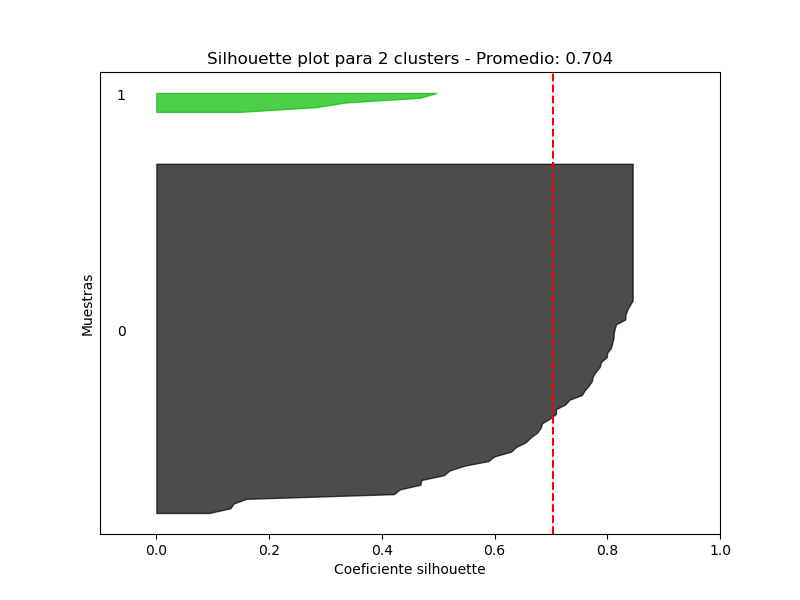 Silhouette plot para 2 clusters - Promedio: 0.704
1
0
Muestras
0.0 0.2 0.4 0.6 0.8 1.0
Coeficiente silhouette